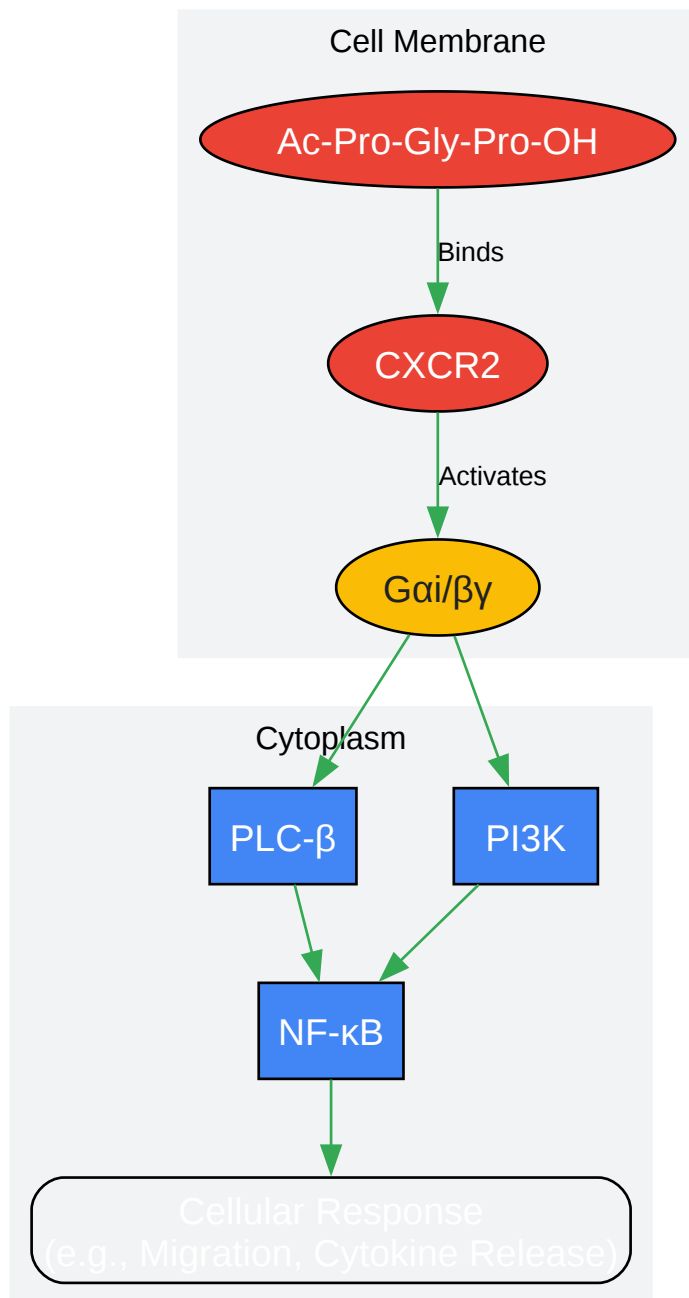 Cell Membrane
Ac-Pro-Gly-Pro-OH
Binds
CXCR2
Activates
Gαi/βγ
Cytoplasm
PLC-β
PI3K
NF-κB
Cellular Response
(e.g., Migration, Cytokine Release)